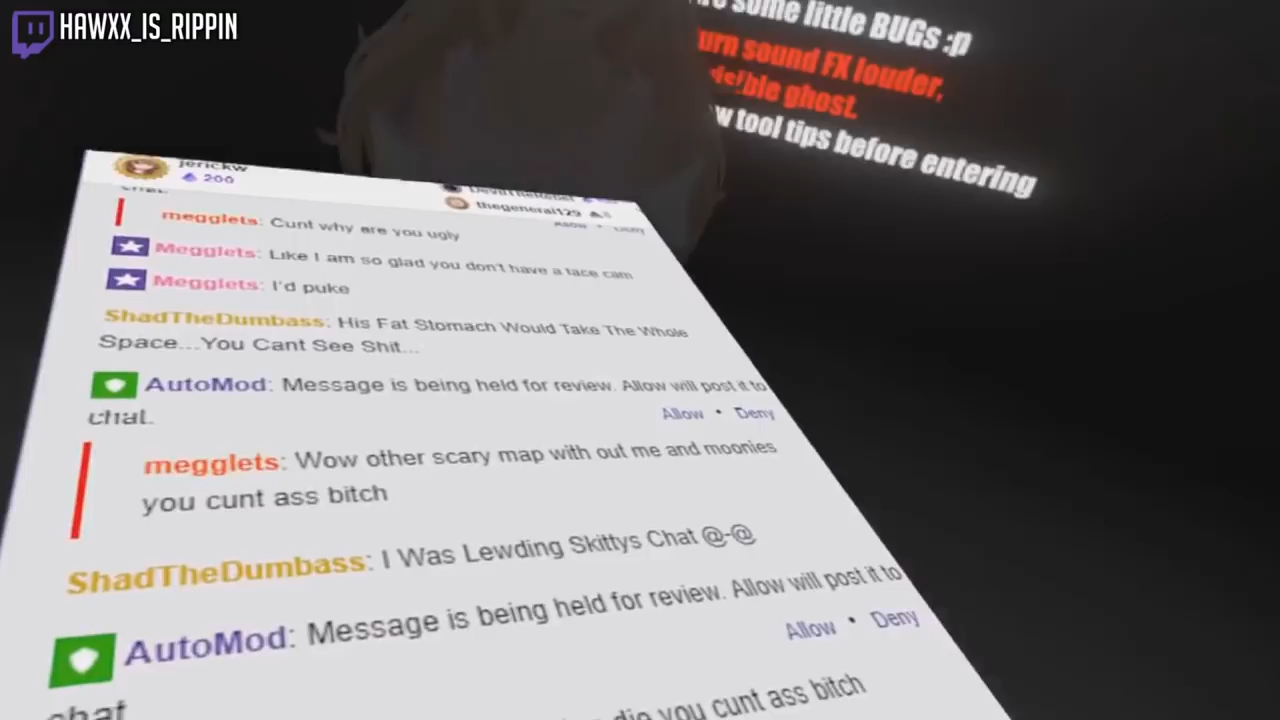 HAWXX_IS_RIPPIN
some little BUGs :p
sound FX louder,
ble ghost.
tool tips before entering
jerickw
200
thegeneral129
chat.
Allow • Deny
megglets: Cunt why are you ugly
Megglets: Like I am so glad you don't have a face cam
Megglets: I'd puke
ShadTheDumbass: His Fat Stomach Would Take The Whole
Space...You Cant See Shit...
AutoMod: Message is being held for review. Allow will post it to
chat.
Allow • Deny
megglets: Wow other scary map with out me and moonies
you cunt ass bitch
ShadTheDumbass: I Was Lewding Skittys Chat @-@
AutoMod: Message is being held for review. Allow will post it to
chat
Allow • Deny
die you cunt ass bitch